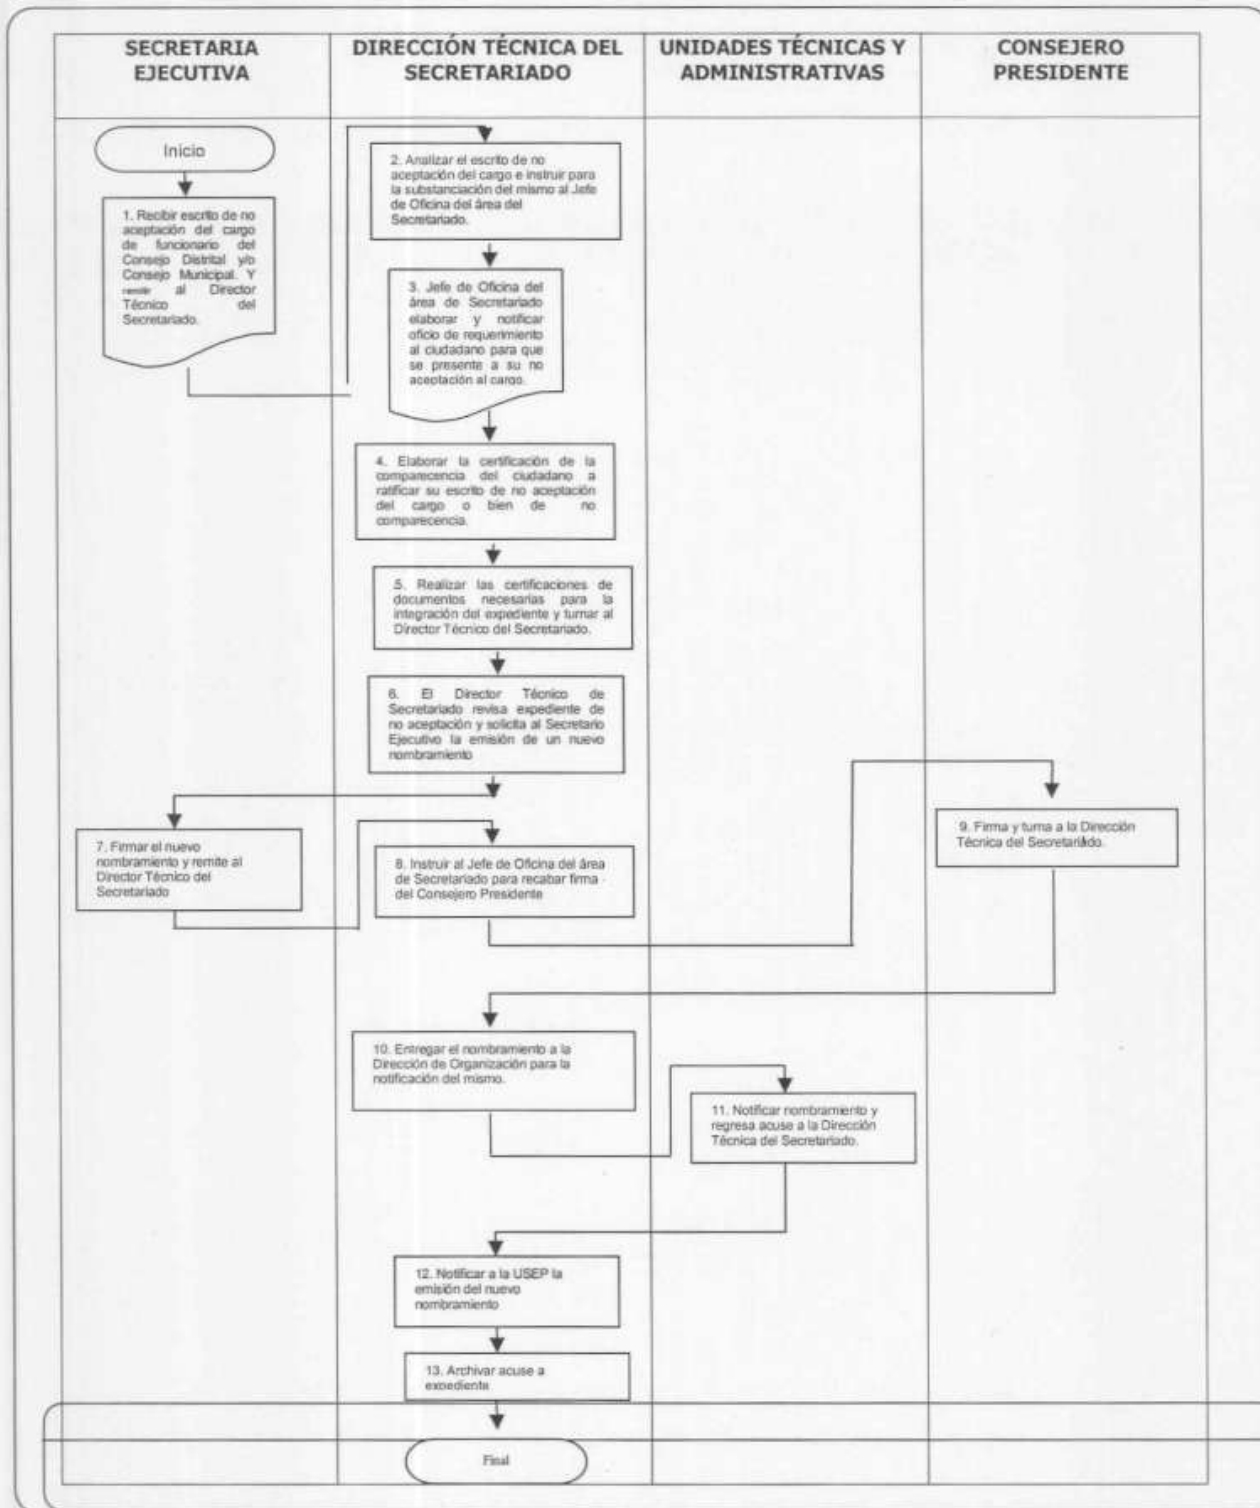 SECRETARIA
EJECUTIVA
DIRECCIÓN TÉCNICA DEL
SECRETARIADO
UNIDADES TÉCNICAS Y
ADMINISTRATIVAS
CONSEJERO
PRESIDENTE
Inicio
1. Recibir escrito de no
aceptación del cargo
de funcionario del
Consejo Distrital y/o
Consejo Municipal. Y
remitir al Director
Técnico del
Secretariado.
2. Analizar el escrito de no
aceptación del cargo e instruir para
la substanciación del mismo al Jefe
de Oficina del área del
Secretariado.
3. Jefe de Oficina del
área de Secretariado
elaborar y notificar
oficio de requerimiento
al ciudadano para que
se presente a su no
aceptación al cargo.
4. Elaborar la certificación de la
comparecencia del ciudadano a
ratificar su escrito de no aceptación
del cargo o bien de no
comparecencia.
5. Realizar las certificaciones de
documentos necesarias para la
integración del expediente y turnar al
Director Técnico del Secretariado.
6. El Director Técnico de
Secretariado revisa expediente de
no aceptación y solicita al Secretario
Ejecutivo la emisión de un nuevo
nombramiento
7. Firmar el nuevo
nombramiento y remite al
Director Técnico del
Secretariado
8. Instruir al Jefe de Oficina del área
de Secretariado para recabar firma
del Consejero Presidente
9. Firma y turna a la Dirección
Técnica del Secretariado.
10. Entregar el nombramiento a la
Dirección de Organización para la
notificación del mismo.
11. Notificar nombramiento y
regresa acuse a la Dirección
Técnica del Secretariado.
12. Notificar a la USEP la
emisión del nuevo
nombramiento
13. Archivar acuse a
expediente
Final